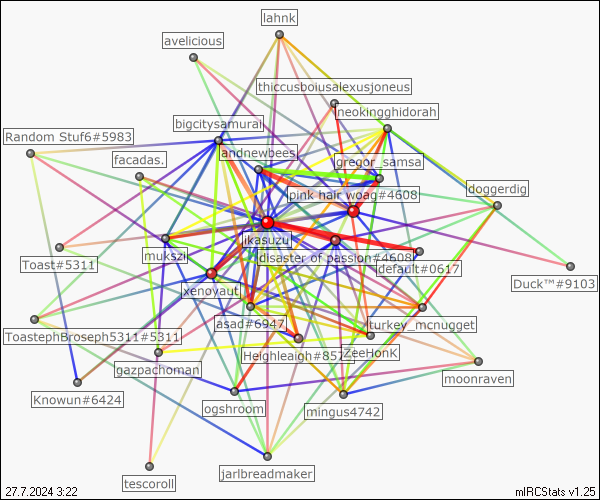 lahnk
avelicious
thiccusboiusalexusjoneus
neokingghidorah
bigcitysamurai
Random Stuf6#5983
andnewbees
gregor_samsa
facadas.
doggerdig
pink hair woag#4608
ikasuzu
disaster of passion#4608
mukszi
Toast#5311
default#0617
xenoyaut
Duck™#9103
asad#6947
turkey_mcnugget
ToastephBroseph5311#5311
Heighleigh#852
ZeeHonk
gazpachoman
moonraven
Knowun#6424
ogshroom
mingus4742
tescoroll
jarlbreadmaker
27.7.2024 3:22
mIRCStats v1.25